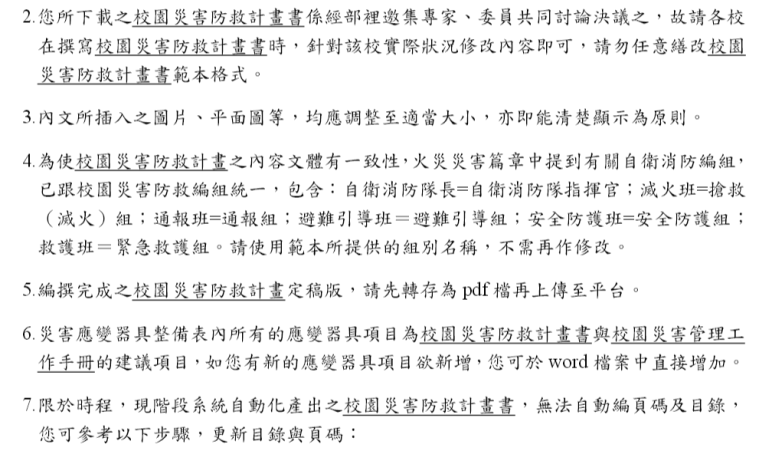 2.您所下載之校園災害防救計畫書係經部裡邀集專家、委員共同討論決議之，故請各校
在撰寫校園災害防救計畫書時，針對該校實際狀況修改內容即可，請勿任意繕改校園
災害防救計畫書範本格式。
3.內文所插入之圖片、平面圖等，均應調整至適當大小，亦即能清楚顯示為原則。
4.為使校園災害防救計畫之內容文體有一致性，火災災害篇章中提到有關自衛消防編組，
已跟校園災害防救編組統一，包含：自衛消防隊長=自衛消防隊指揮官；滅火班=搶救
（滅火）組；通報班=通報組；避難引導班＝避難引導組；安全防護班=安全防護組；
救護班＝緊急救護組。請使用範本所提供的組別名稱，不需再作修改。
5.編撰完成之校園災害防救計畫定稿版，請先轉存為 pdf 檔再上傳至平台。
6.災害應變器具整備表內所有的應變器具項目為校園災害防救計畫書與校園災害管理工
作手冊的建議項目，如您有新的應變器具項目欲新增，您可於 word 檔案中直接增加。
7.限於時程，現階段系統自動化產出之校園災害防救計畫書，無法自動編頁碼及目錄，
您可參考以下步驟，更新目錄與頁碼：